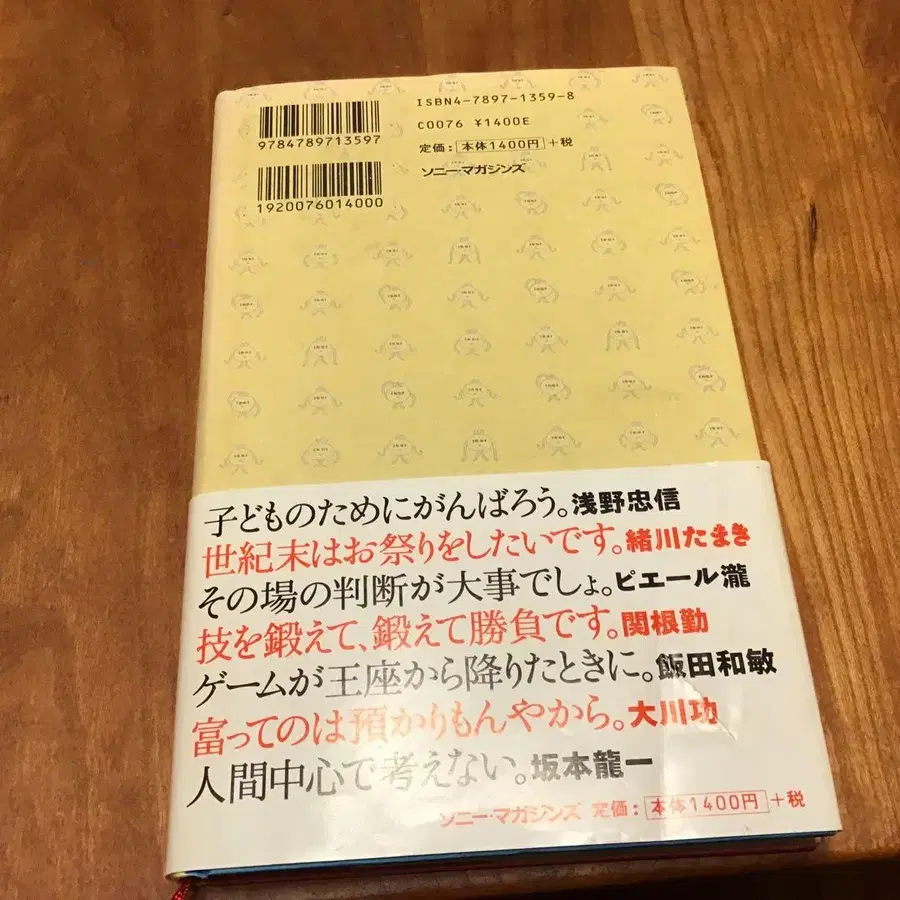 ISBN4-7897-1359-8
C0076 ¥1400E
定価：本体1400円＋税
ソニー・マガジンズ
9784789713597
1920076014000
子どものためにがんばろう。浅野忠信
世紀末はお祭りをしたいです。緒川たまき
その場の判断が大事でしょ。ピエール瀧
技を鍛えて、鍛えて勝負です。関根勤
ゲームが王座から降りたときに。飯田和敏
富ってのは預かりもんやから。大川功
人間中心で考えない。坂本龍一
ソニー・マガジンズ 定価：本体1400円＋税